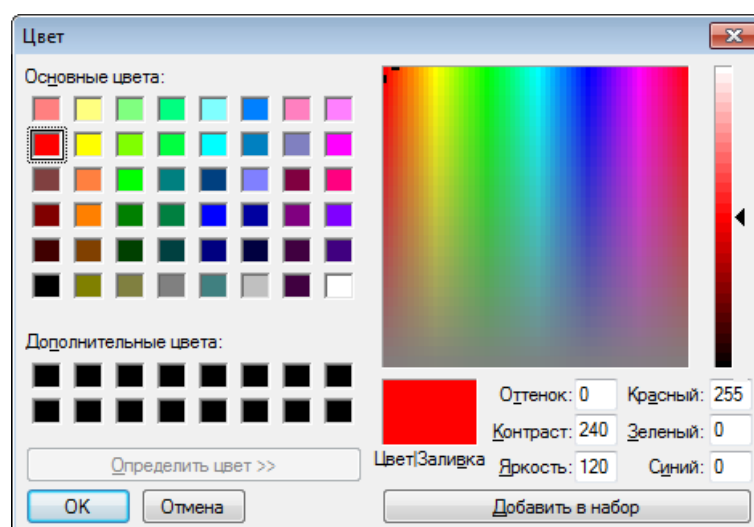 Цвет
Основные цвета:
Дополнительные цвета:
Определить цвет >>
ОК
Отмена
Цвет|Заливка
Оттенок: 0
Контраст: 240
Яркость: 120
Красный: 255
Зеленый: 0
Синий: 0
Добавить в набор